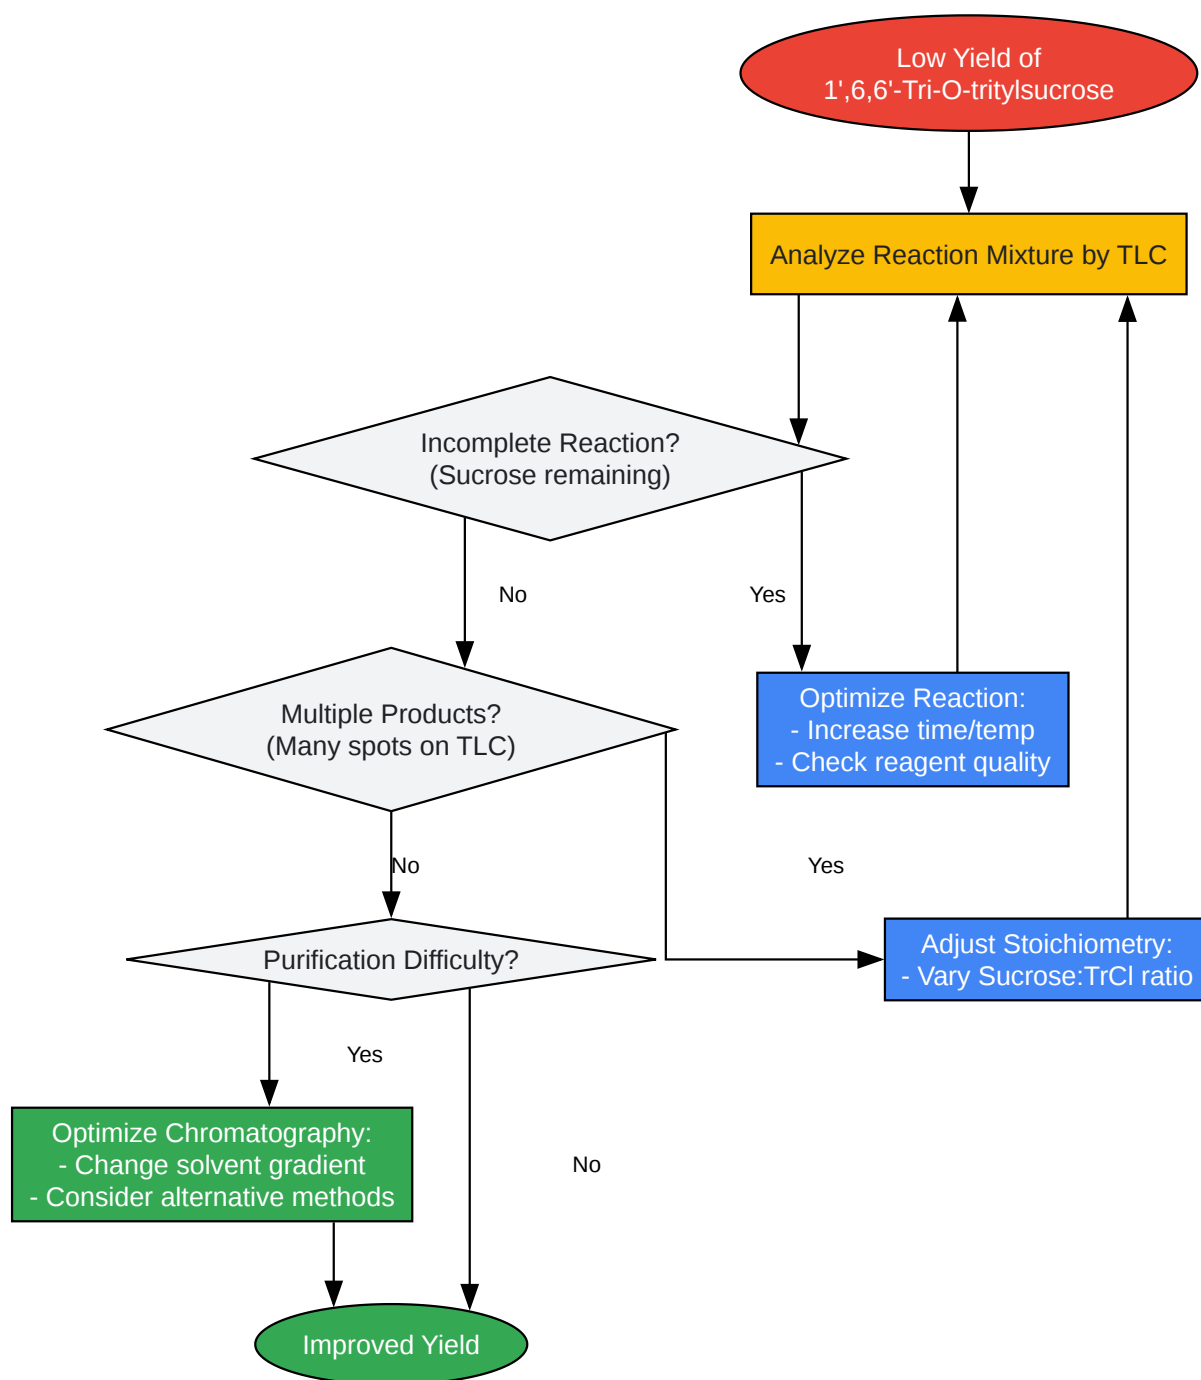 Low Yield of
1',6,6'-Tri-O-tritylsucrose
Analyze Reaction Mixture by TLC
Incomplete Reaction?
(Sucrose remaining)
No
Yes
Multiple Products?
(Many spots on TLC)
Optimize Reaction:
- Increase time/temp
- Check reagent quality
No
Yes
Purification Difficulty?
Adjust Stoichiometry:
- Vary Sucrose:TrCl ratio
Yes
Optimize Chromatography:
- Change solvent gradient
- Consider alternative methods
No
Improved Yield